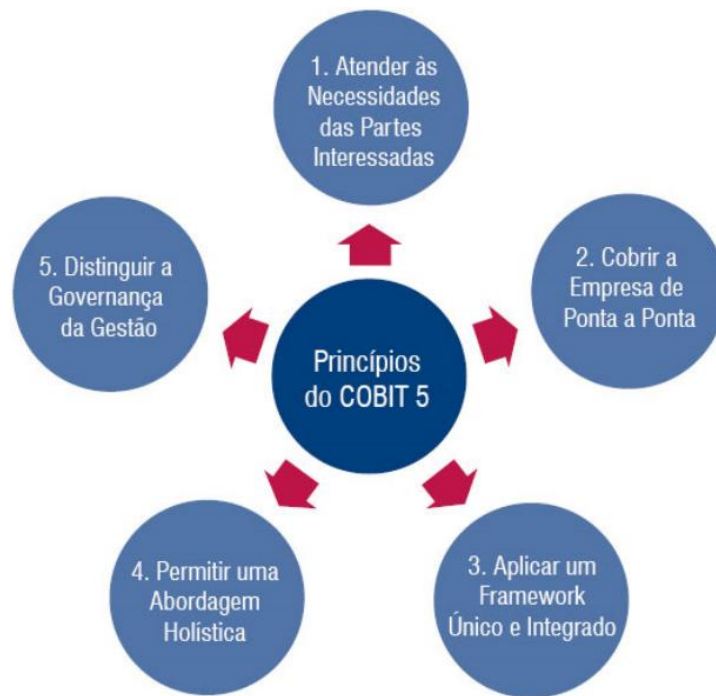 1. Atender às
Necessidades
das Partes
Interessadas
2. Cobrir a
Empresa de
Ponta a Ponta
3. Aplicar um
Framework
Único e Integrado
4. Permitir uma
Abordagem
Holística
5. Distinguir a
Governança
da Gestão
Princípios
do COBIT 5